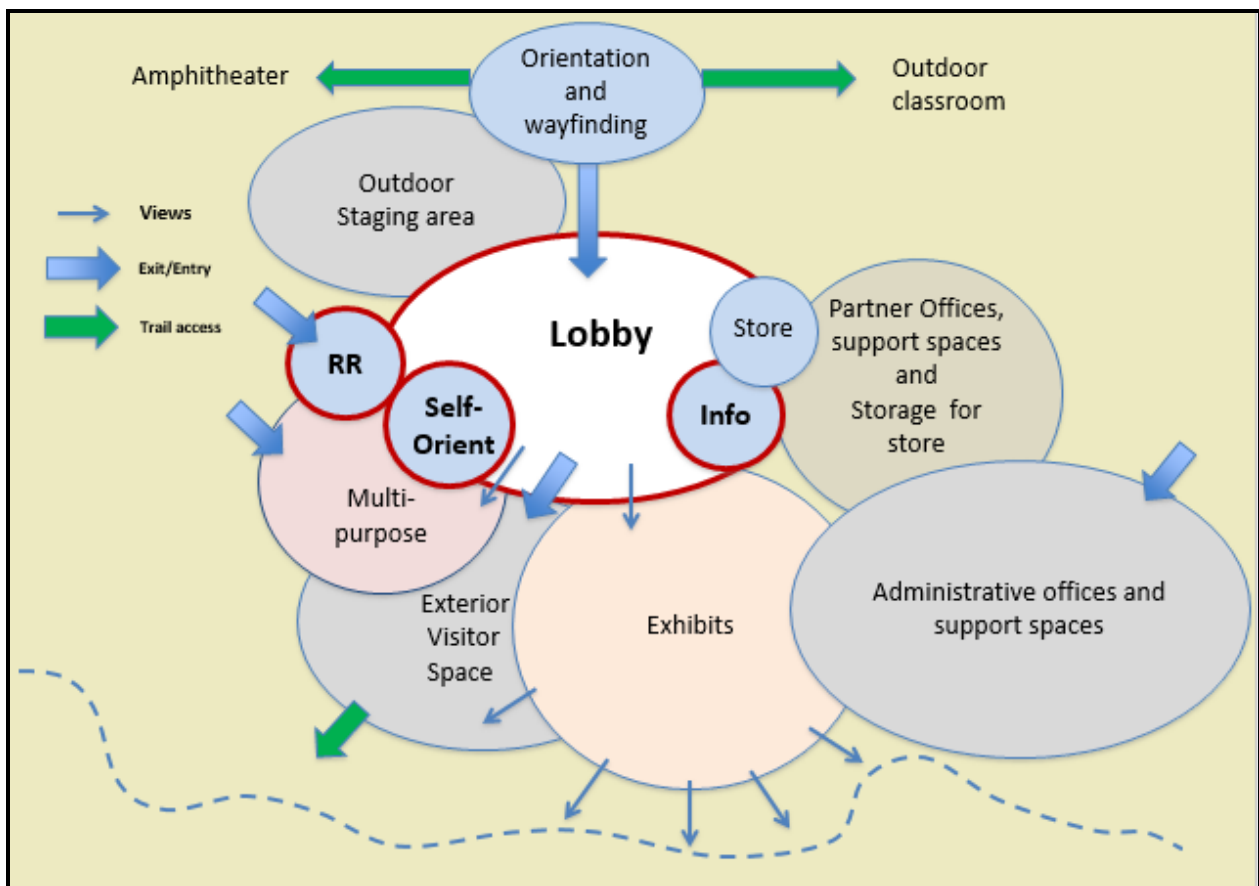 Orientation
and
wayfinding
Amphitheater
Outdoor
classroom
Outdoor
Staging area
Views
Exit/Entry
Trail access
Lobby
Store
Partner Offices,
support spaces
and
Storage for
store
RR
Self-
Orient
Info
Multi-
purpose
Exterior
Visitor
Space
Exhibits
Administrative offices and
support spaces